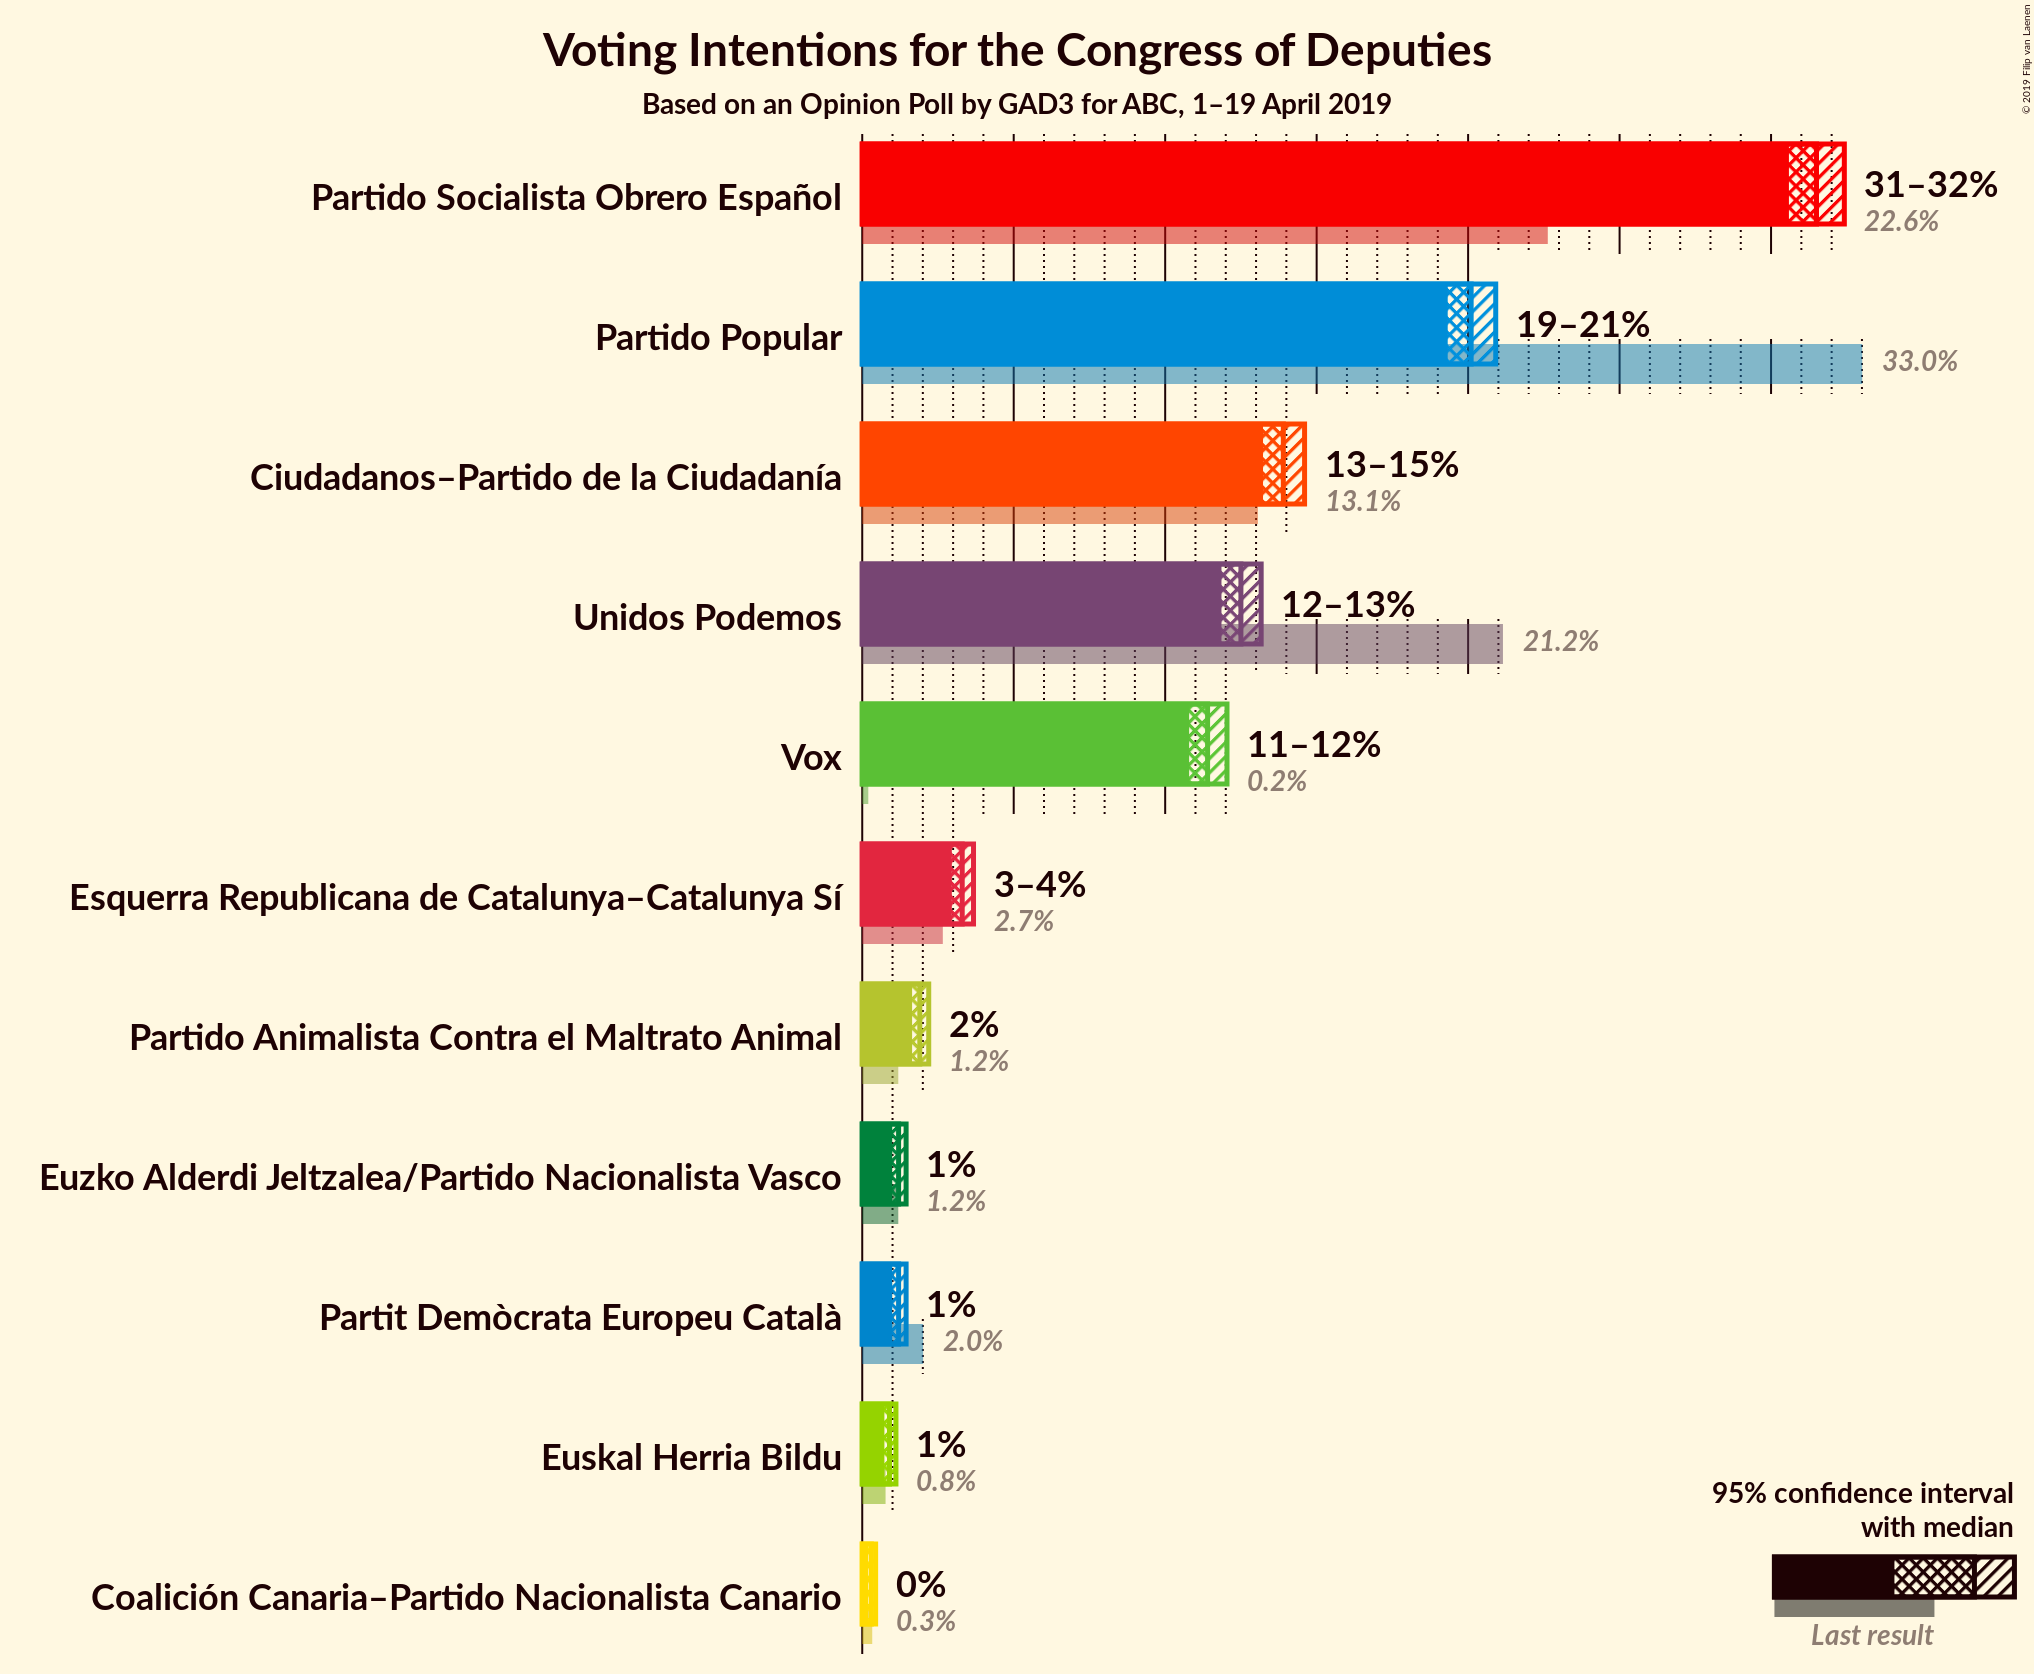 Voting Intentions for the Congress of Deputies
Based on an Opinion Poll by GAD3 for ABC, 1–19 April 2019
© 2019 Filip van Laenen
Partido Socialista Obrero Español
31–32%
22.6%
Partido Popular
19–21%
33.0%
Ciudadanos–Partido de la Ciudadanía
13–15%
13.1%
Unidos Podemos
12–13%
21.2%
Vox
11–12%
0.2%
Esquerra Republicana de Catalunya–Catalunya Sí
3–4%
2.7%
Partido Animalista Contra el Maltrato Animal
2%
1.2%
Euzko Alderdi Jeltzalea/Partido Nacionalista Vasco
1%
1.2%
Partit Demòcrata Europeu Català
1%
2.0%
Euskal Herria Bildu
1%
0.8%
Coalición Canaria–Partido Nacionalista Canario
0%
0.3%
95% confidence interval
with median
Last result